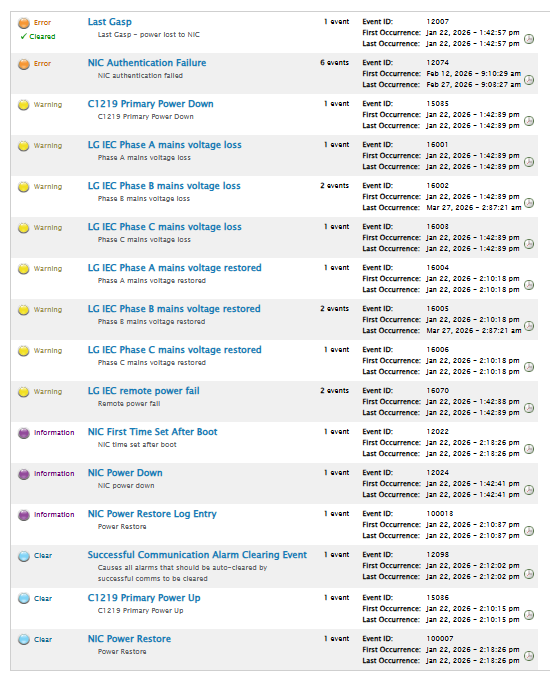 Error
Last Gasp
1 event
Event ID: 12007
✓ Cleared
Last Gasp - power lost to NIC
First Occurrence: Jan 22, 2026 - 1:42:57 pm
Last Occurrence: Jan 22, 2026 - 1:42:57 pm
Error
NIC Authentication Failure
6 events
Event ID: 12074
NIC authentication failed
First Occurrence: Feb 12, 2026 - 9:10:29 am
Last Occurrence: Feb 27, 2026 - 9:03:27 am
Warning
C1219 Primary Power Down
1 event
Event ID: 15035
C1219 Primary Power Down
First Occurrence: Jan 22, 2026 - 1:42:39 pm
Last Occurrence: Jan 22, 2026 - 1:42:39 pm
Warning
LG IEC Phase A mains voltage loss
1 event
Event ID: 16001
Phase A mains voltage loss
First Occurrence: Jan 22, 2026 - 1:42:39 pm
Last Occurrence: Jan 22, 2026 - 1:42:39 pm
Warning
LG IEC Phase B mains voltage loss
2 events
Event ID: 16002
Phase B mains voltage loss
First Occurrence: Jan 22, 2026 - 1:42:39 pm
Last Occurrence: Mar 27, 2026 - 2:37:21 am
Warning
LG IEC Phase C mains voltage loss
1 event
Event ID: 16003
Phase C mains voltage loss
First Occurrence: Jan 22, 2026 - 1:42:39 pm
Last Occurrence: Jan 22, 2026 - 1:42:39 pm
Warning
LG IEC Phase A mains voltage restored
1 event
Event ID: 16004
Phase A mains voltage restored
First Occurrence: Jan 22, 2026 - 2:10:18 pm
Last Occurrence: Jan 22, 2026 - 2:10:18 pm
Warning
LG IEC Phase B mains voltage restored
2 events
Event ID: 16005
Phase B mains voltage restored
First Occurrence: Jan 22, 2026 - 2:10:18 pm
Last Occurrence: Mar 27, 2026 - 2:37:21 am
Warning
LG IEC Phase C mains voltage restored
1 event
Event ID: 16006
Phase C mains voltage restored
First Occurrence: Jan 22, 2026 - 2:10:18 pm
Last Occurrence: Jan 22, 2026 - 2:10:18 pm
Warning
LG IEC remote power fail
2 events
Event ID: 16070
Remote power fail
First Occurrence: Jan 22, 2026 - 1:42:38 pm
Last Occurrence: Jan 22, 2026 - 1:42:39 pm
Information
NIC First Time Set After Boot
1 event
Event ID: 12022
NIC time set after boot
First Occurrence: Jan 22, 2026 - 2:13:26 pm
Last Occurrence: Jan 22, 2026 - 2:13:26 pm
Information
NIC Power Down
1 event
Event ID: 12024
NIC power down
First Occurrence: Jan 22, 2026 - 1:42:41 pm
Last Occurrence: Jan 22, 2026 - 1:42:41 pm
Information
NIC Power Restore Log Entry
1 event
Event ID: 100013
Power Restore
First Occurrence: Jan 22, 2026 - 2:10:37 pm
Last Occurrence: Jan 22, 2026 - 2:10:37 pm
Clear
Successful Communication Alarm Clearing Event
1 event
Event ID: 12098
Causes all alarms that should be auto-cleared by
successful comms to be cleared
First Occurrence: Jan 22, 2026 - 2:12:02 pm
Last Occurrence: Jan 22, 2026 - 2:12:02 pm
Clear
C1219 Primary Power Up
1 event
Event ID: 15036
C1219 Primary Power Up
First Occurrence: Jan 22, 2026 - 2:10:15 pm
Last Occurrence: Jan 22, 2026 - 2:10:15 pm
Clear
NIC Power Restore
1 event
Event ID: 100007
Power Restore
First Occurrence: Jan 22, 2026 - 2:13:26 pm
Last Occurrence: Jan 22, 2026 - 2:13:26 pm